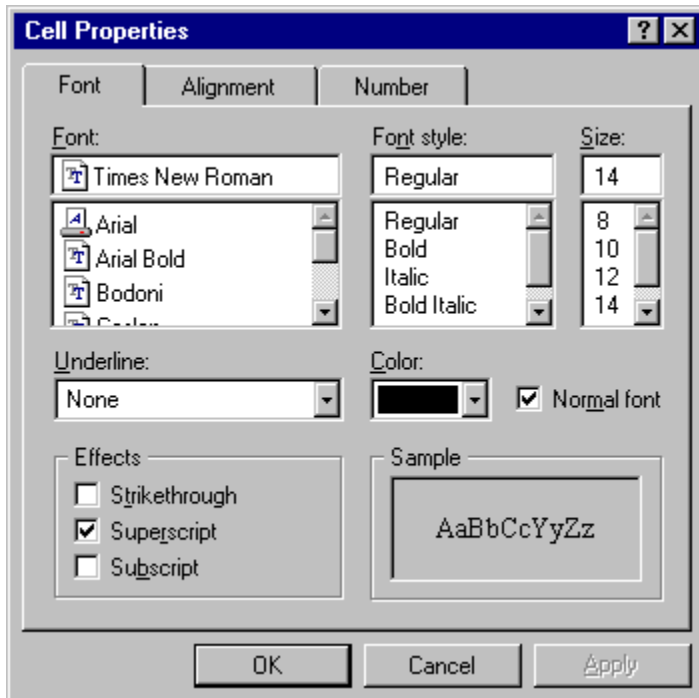 Cell Properties
Font Alignment Number
Font: Font style: Size:
Times New Roman Regular 14
Arial Regular 8
Arial Bold Bold 10
Bodoni Italic 12
Bold Italic 14
Underline: Color:
None Normal font
Effects Sample
Strikethrough
Superscript AaBbCcYyZz
Subscript
OK Cancel Apply